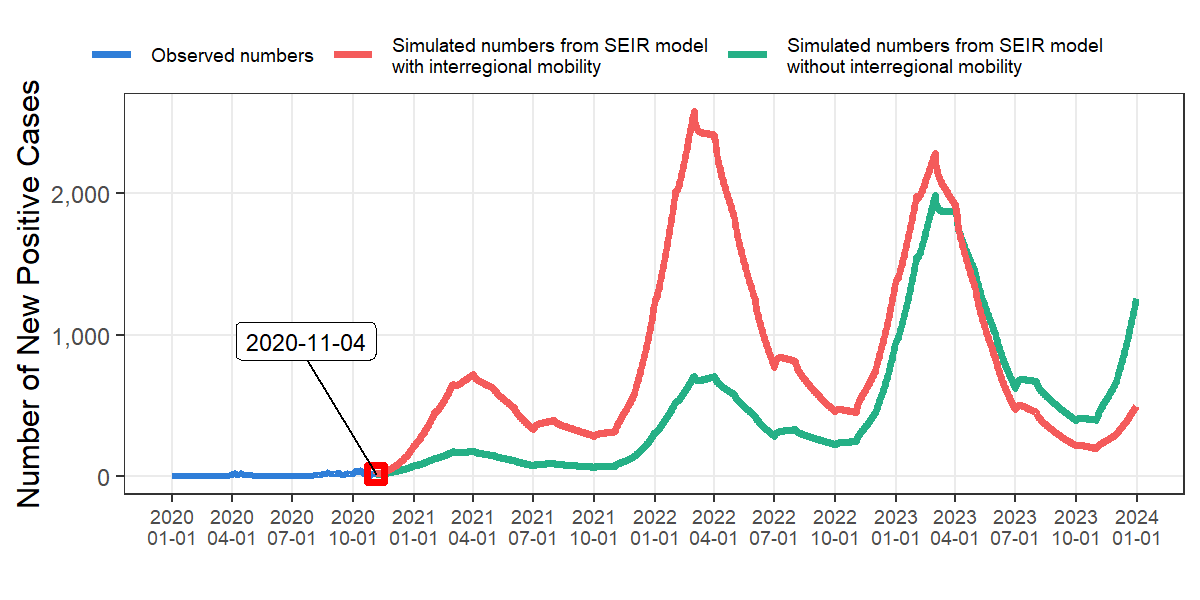 Observed numbers
Simulated numbers from SEIR model
with interregional mobility
Simulated numbers from SEIR model
without interregional mobility
Number of New Positive Cases
2,000
1,000
0
2020-11-04
2020 2020 2020 2020 2021 2021 2021 2021 2022 2022 2022 2022 2023 2023 2023 2023 2024
01-01 04-01 07-01 10-01 01-01 04-01 07-01 10-01 01-01 04-01 07-01 10-01 01-01 04-01 07-01 10-01 01-01